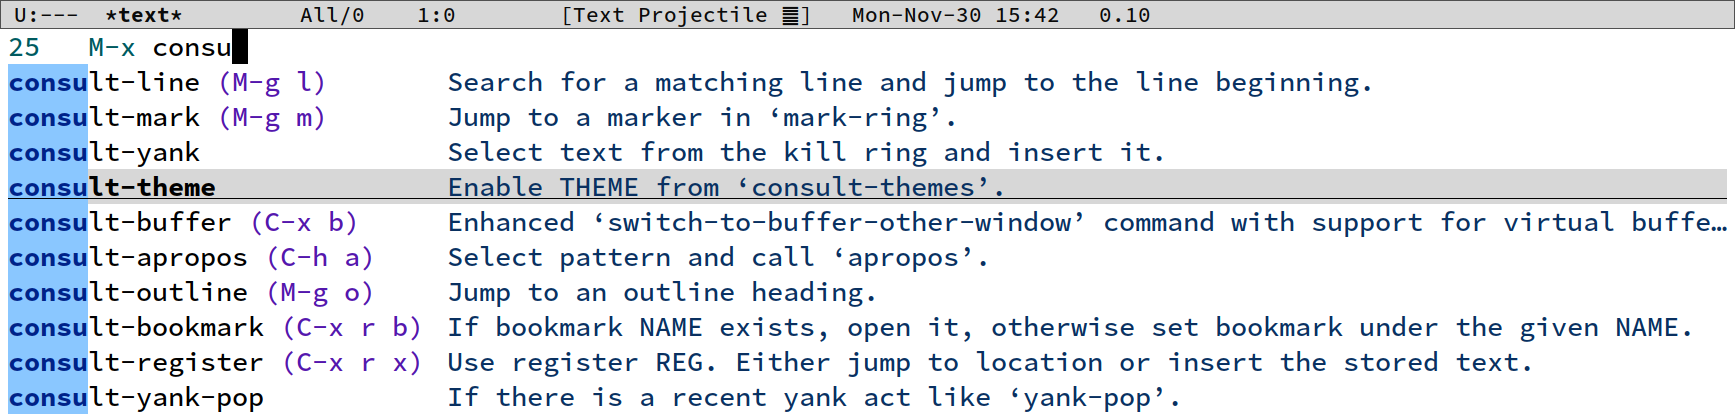 U:---  *text*  All/0  1:0  [Text Projectile ䷀]  Mon-Nov-30 15:42  0.10
25  M-x consu
consult-line (M-g l)  Search for a matching line and jump to the line beginning.
consult-mark (M-g m)  Jump to a marker in ‘mark-ring’.
consult-yank  Select text from the kill ring and insert it.
consult-theme  Enable THEME from ‘consult-themes’.
consult-buffer (C-x b)  Enhanced ‘switch-to-buffer-other-window’ command with support for virtual buffe…
consult-apropos (C-h a)  Select pattern and call ‘apropos’.
consult-outline (M-g o)  Jump to an outline heading.
consult-bookmark (C-x r b)  If bookmark NAME exists, open it, otherwise set bookmark under the given NAME.
consult-register (C-x r x)  Use register REG. Either jump to location or insert the stored text.
consult-yank-pop  If there is a recent yank act like ‘yank-pop’.